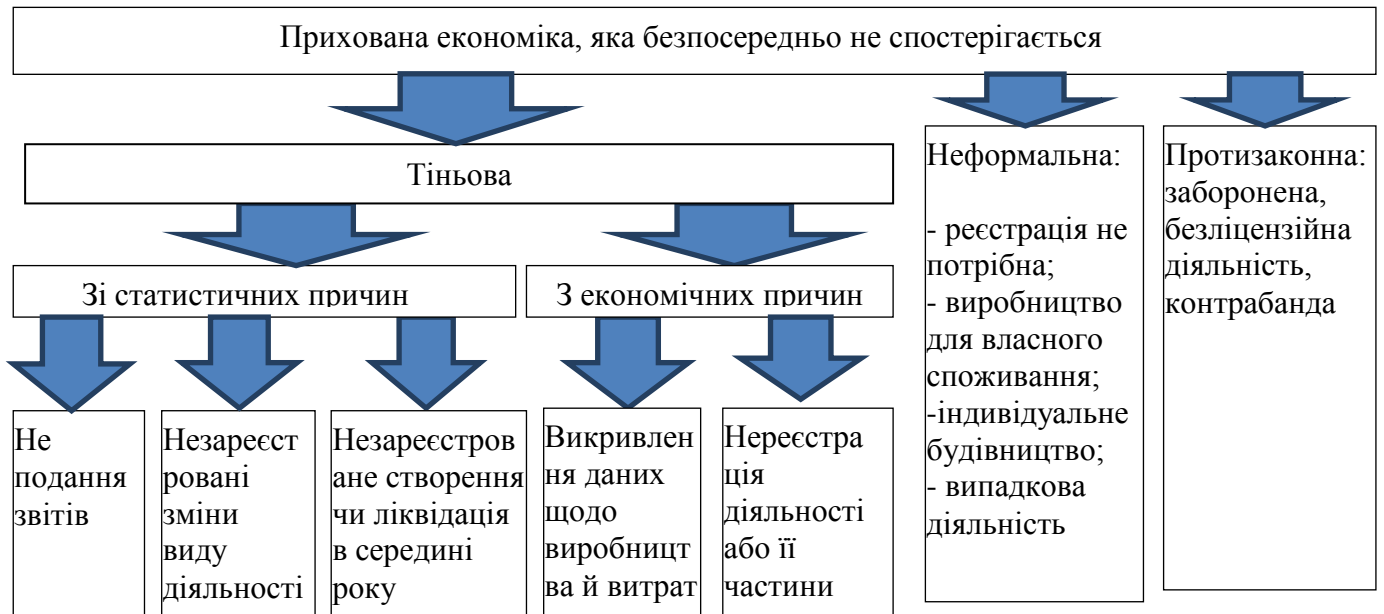 Прихована економіка, яка безпосередньо не спостерігається
Тіньова
Зі статистичних причин
З економічних причин
Не
подання
звітів
Незареєст
ровані
зміни
виду
діяльності
Незареєстров
ане створення
чи ліквідація
в середині
року
Викривлен
ня даних
щодо
виробницт
ва й витрат
Нереєстра
ція
діяльності
або її
частини
Неформальна:
- реєстрація не
потрібна;
- виробництво
для власного
споживання;
-індивідуальне
будівництво;
- випадкова
діяльність
Протизаконна:
заборонена,
безліцензійна
діяльність,
контрабанда